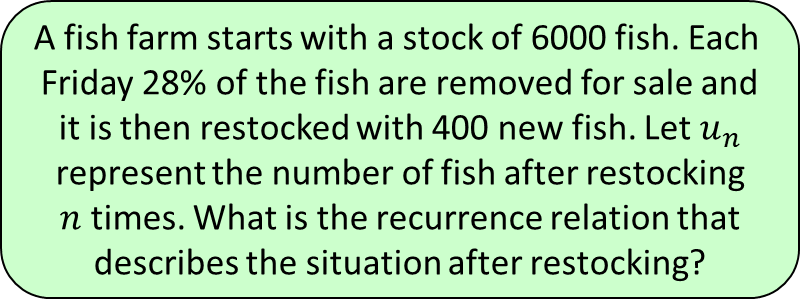 A fish farm starts with a stock of 6000 fish. Each
Friday 28% of the fish are removed for sale and
it is then restocked with 400 new fish. Let uₙ
represent the number of fish after restocking
n times. What is the recurrence relation that
describes the situation after restocking?